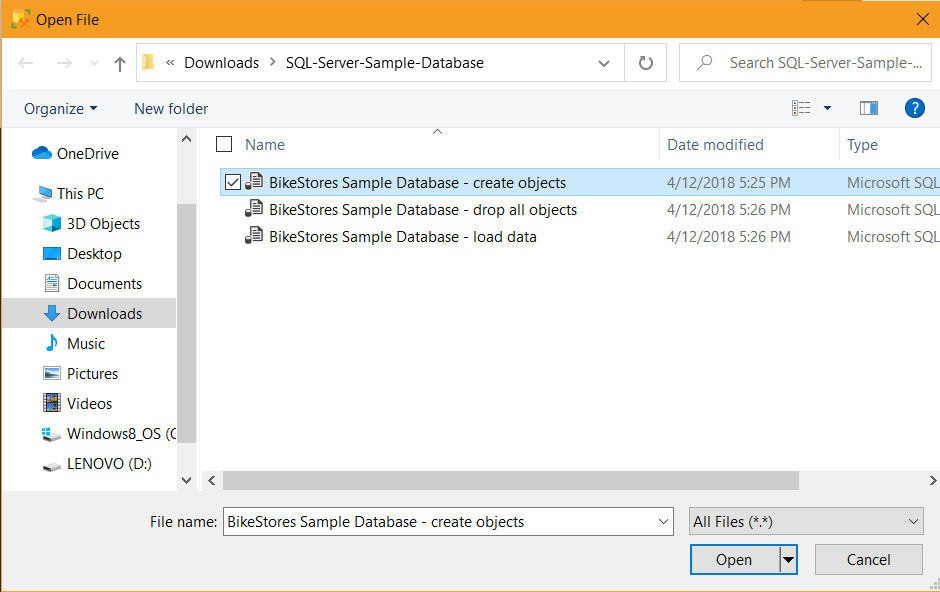 Open File
« Downloads > SQL-Server-Sample-Database
Search SQL-Server-Sample-...
Organize
New folder
?
OneDrive
This PC
3D Objects
Desktop
Documents
Downloads
Music
Pictures
Videos
Windows8_OS (C
LENOVO (D:)
Name Date modified Type
BikeStores Sample Database - create objects 4/12/2018 5:25 PM Microsoft SQL
BikeStores Sample Database - drop all objects 4/12/2018 5:26 PM Microsoft SQL
BikeStores Sample Database - load data 4/12/2018 5:26 PM Microsoft SQL
File name: BikeStores Sample Database - create objects
All Files (*.*)
Open
Cancel